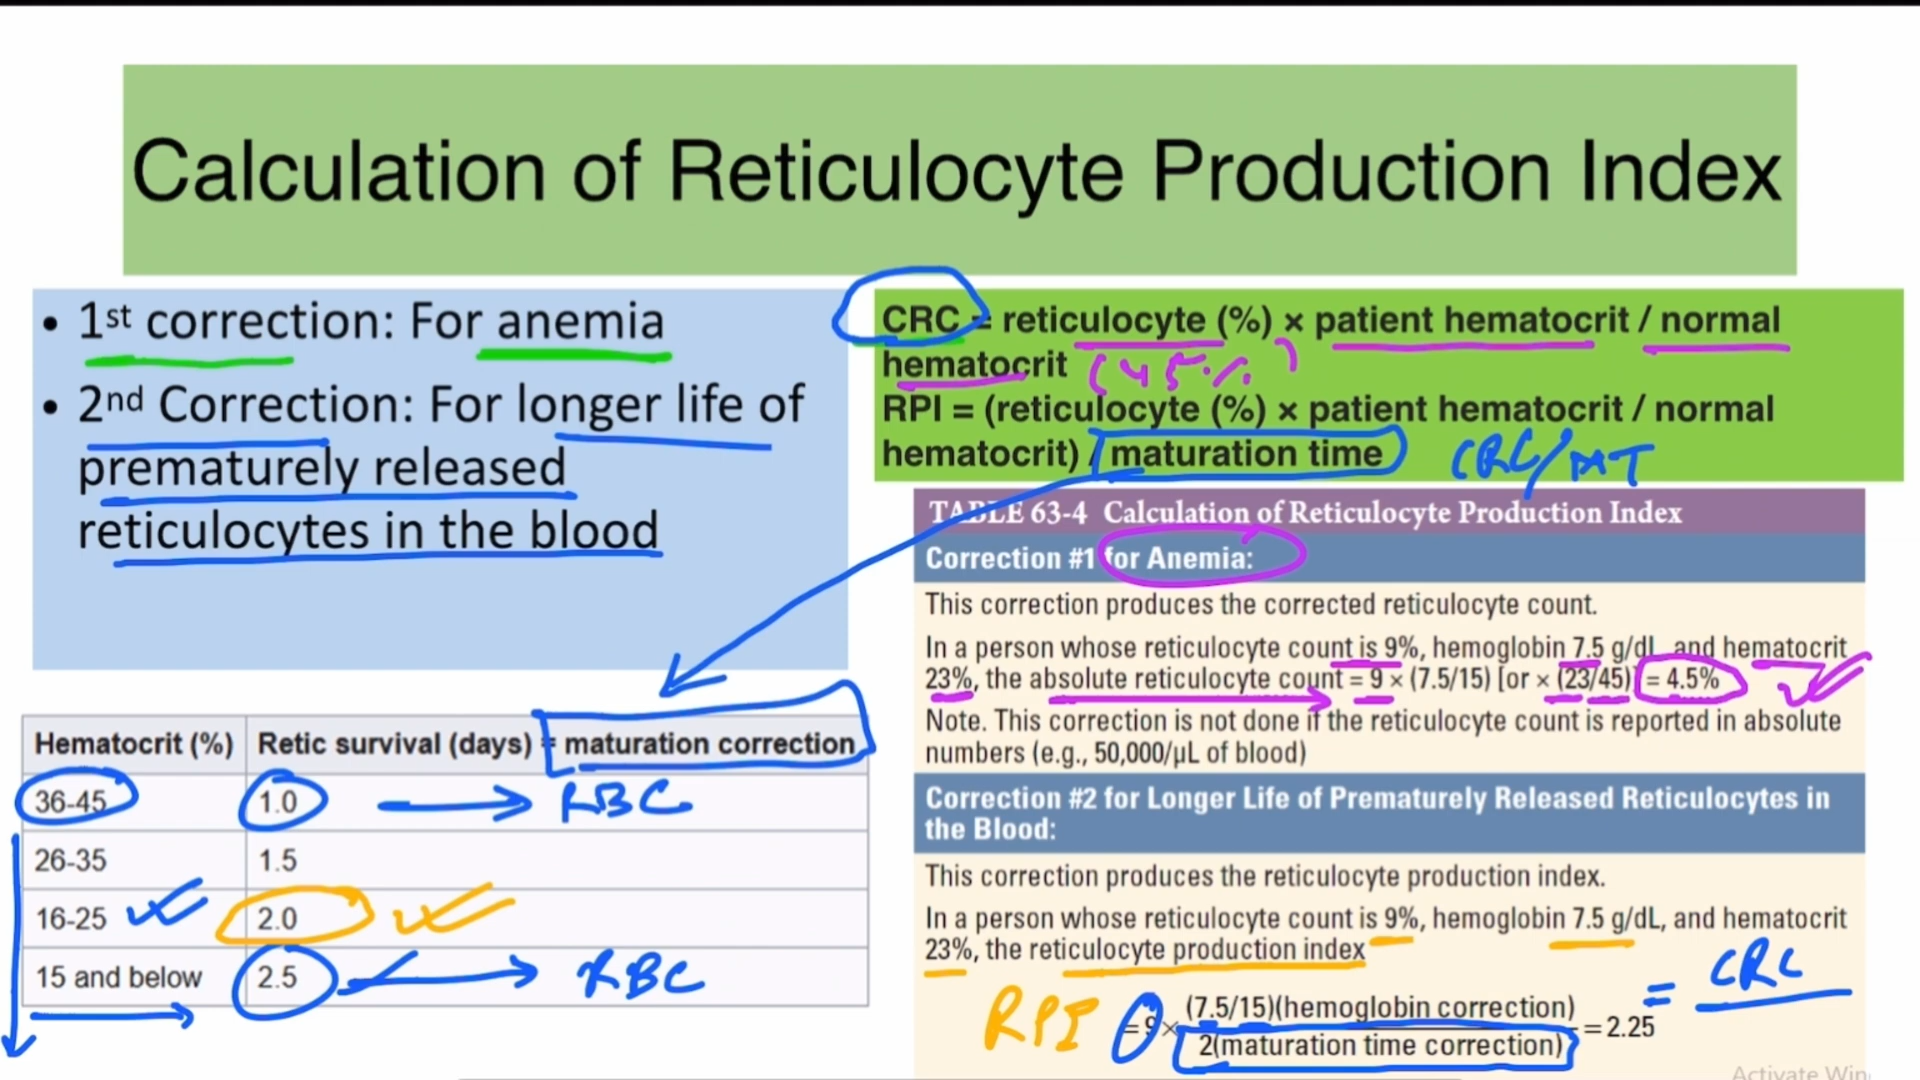 Calculation of Reticulocyte Production Index
• 1st correction: For anemia
• 2nd Correction: For longer life of
prematurely released
reticulocytes in the blood
CRC = reticulocyte (%) × patient hematocrit / normal
hematocrit (45%)
RPI = (reticulocyte (%) × patient hematocrit / normal
hematocrit) / maturation time CRC/MT
TABLE 63-4 Calculation of Reticulocyte Production Index
Correction #1 for Anemia:
This correction produces the corrected reticulocyte count.
In a person whose reticulocyte count is 9%, hemoglobin 7.5 g/dL, and hematocrit
23%, the absolute reticulocyte count = 9 × (7.5/15) [or × (23/45)] = 4.5%
Note. This correction is not done if the reticulocyte count is reported in absolute
numbers (e.g., 50,000/μL of blood)
Correction #2 for Longer Life of Prematurely Released Reticulocytes in
the Blood:
This correction produces the reticulocyte production index.
In a person whose reticulocyte count is 9%, hemoglobin 7.5 g/dL, and hematocrit
23%, the reticulocyte production index
RPI = 9 × (7.5/15)(hemoglobin correction) = 2.25 = CRC
2(maturation time correction)
Hematocrit (%) Retic survival (days) = maturation correction
36-45 1.0 → RBC
26-35 1.5
16-25 2.0
15 and below 2.5 → RBC
Activate Win